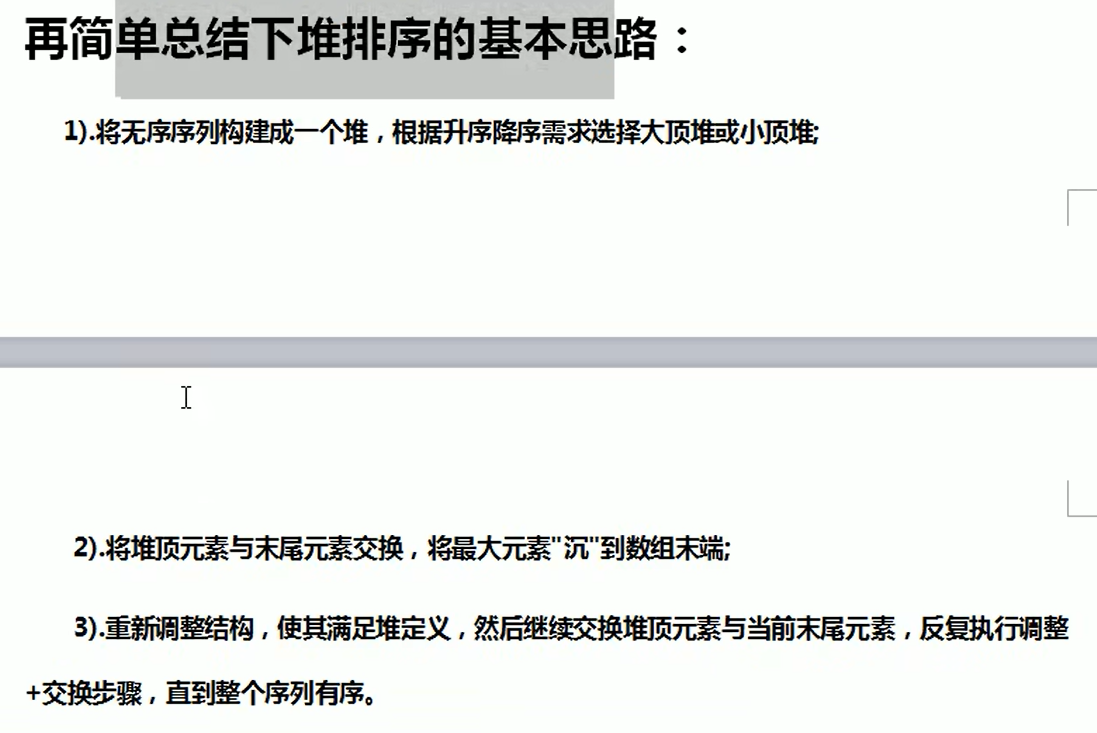 再简单总结下堆排序的基本思路：
1).将无序序列构建成一个堆，根据升序降序需求选择大顶堆或小顶堆;
2).将堆顶元素与末尾元素交换，将最大元素"沉"到数组末端;
3).重新调整结构，使其满足堆定义，然后继续交换堆顶元素与当前末尾元素，反复执行调整
+交换步骤，直到整个序列有序。